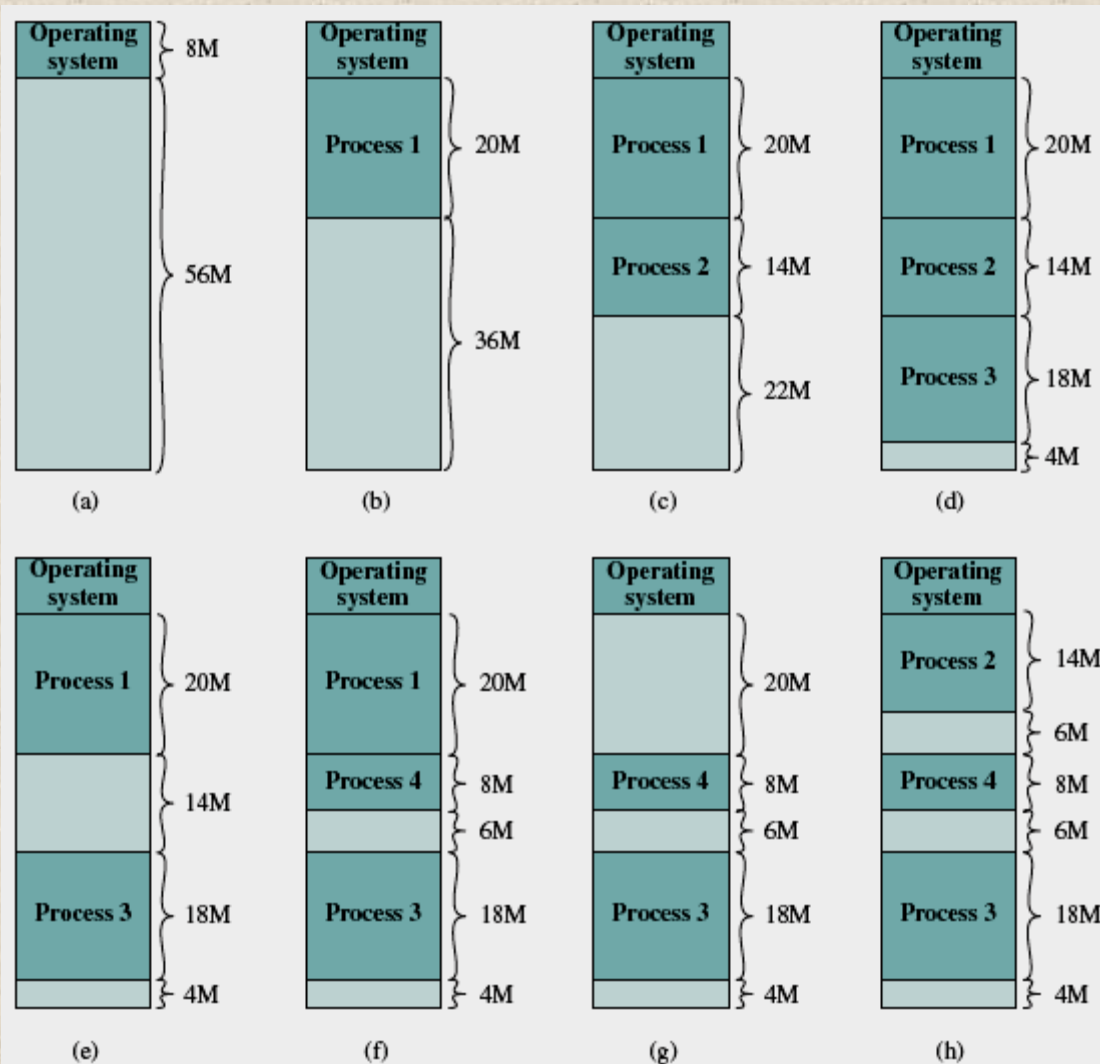 Operating
system
8M
56M
(a)
Operating
system
Process 1
20M
36M
(b)
Operating
system
Process 1
20M
Process 2
14M
22M
(c)
Operating
system
Process 1
20M
Process 2
14M
Process 3
18M
4M
(d)
Operating
system
Process 1
20M
14M
Process 3
18M
4M
(e)
Operating
system
Process 1
20M
Process 4
8M
6M
Process 3
18M
4M
(f)
Operating
system
20M
Process 4
8M
6M
Process 3
18M
4M
(g)
Operating
system
Process 2
14M
6M
Process 4
8M
6M
Process 3
18M
4M
(h)